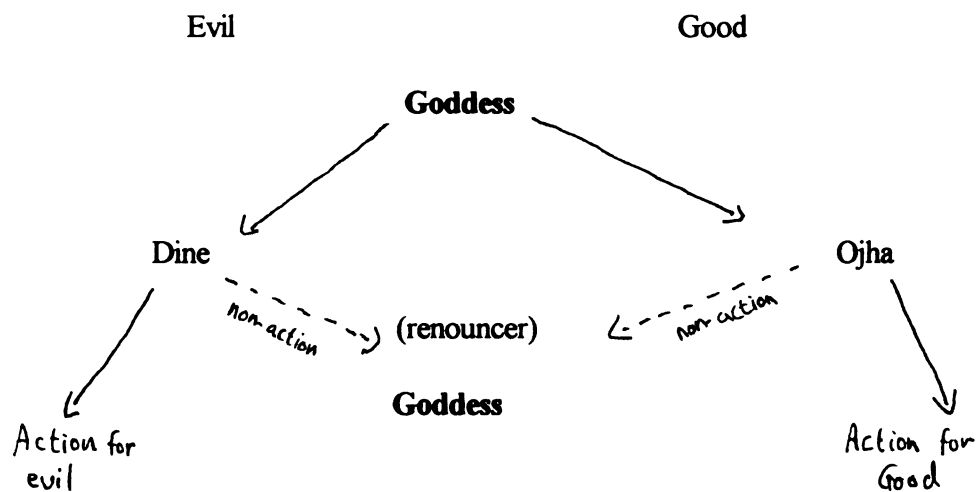 Evil Good
Goddess
Dine Ojha
non-action (renouncer) non-action
Goddess
Action for evil
Action for Good